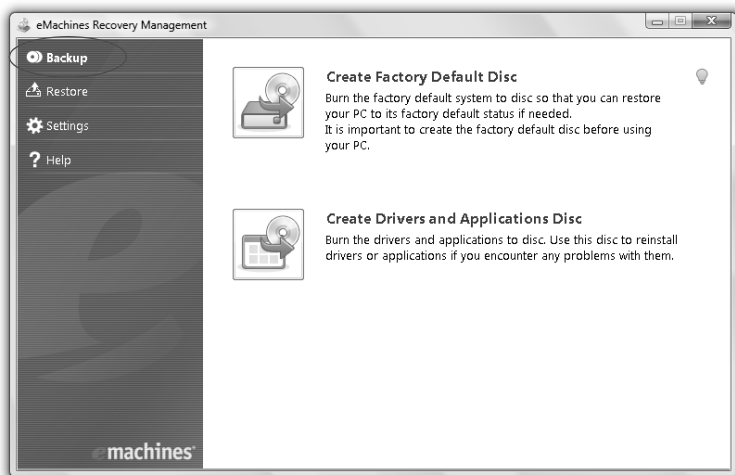 eMachines Recovery Management
Backup
Restore
Settings
? Help
Create Factory Default Disc
Burn the factory default system to disc so that you can restore
your PC to its factory default status if needed.
It is important to create the factory default disc before using
your PC.
Create Drivers and Applications Disc
Burn the drivers and applications to disc. Use this disc to reinstall
drivers or applications if you encounter any problems with them.
emachines